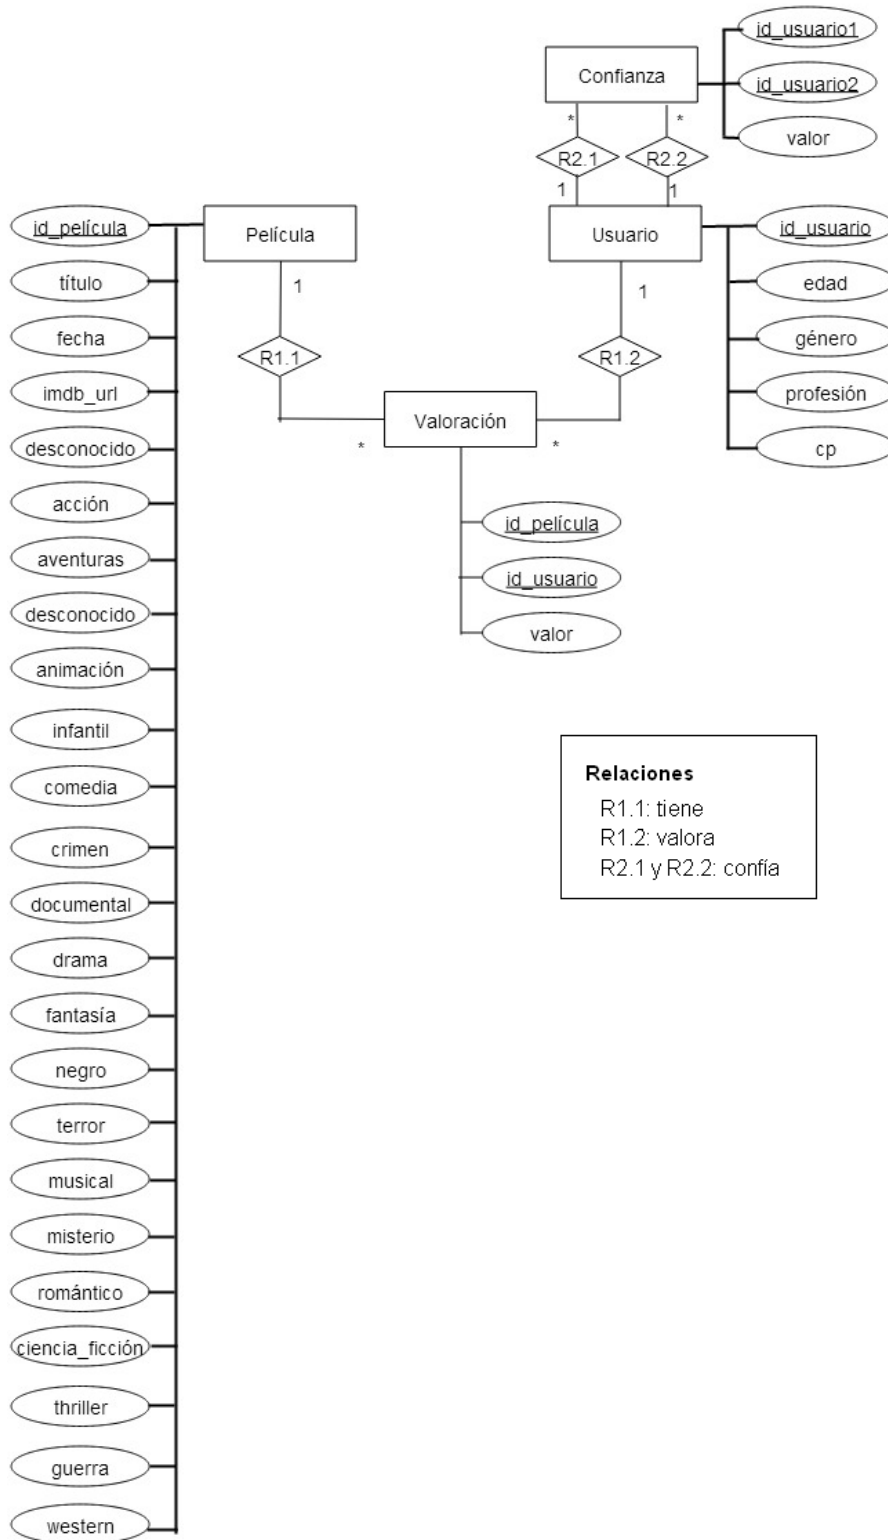 id_usuario1
Confianza
id_usuario2
valor
*
*
R2.1
R2.2
1
1
id_película
Película
Usuario
id_usuario
título
edad
1
1
fecha
género
R1.1
R1.2
imdb_url
profesión
Valoración
desconocido
cp
*
*
acción
id_película
aventuras
id_usuario
desconocido
valor
animación
infantil
comedia
crimen
documental
drama
fantasía
negro
terror
musical
misterio
romántico
ciencia_ficción
thriller
guerra
western
Relaciones
R1.1: tiene
R1.2: valora
R2.1 y R2.2: confía